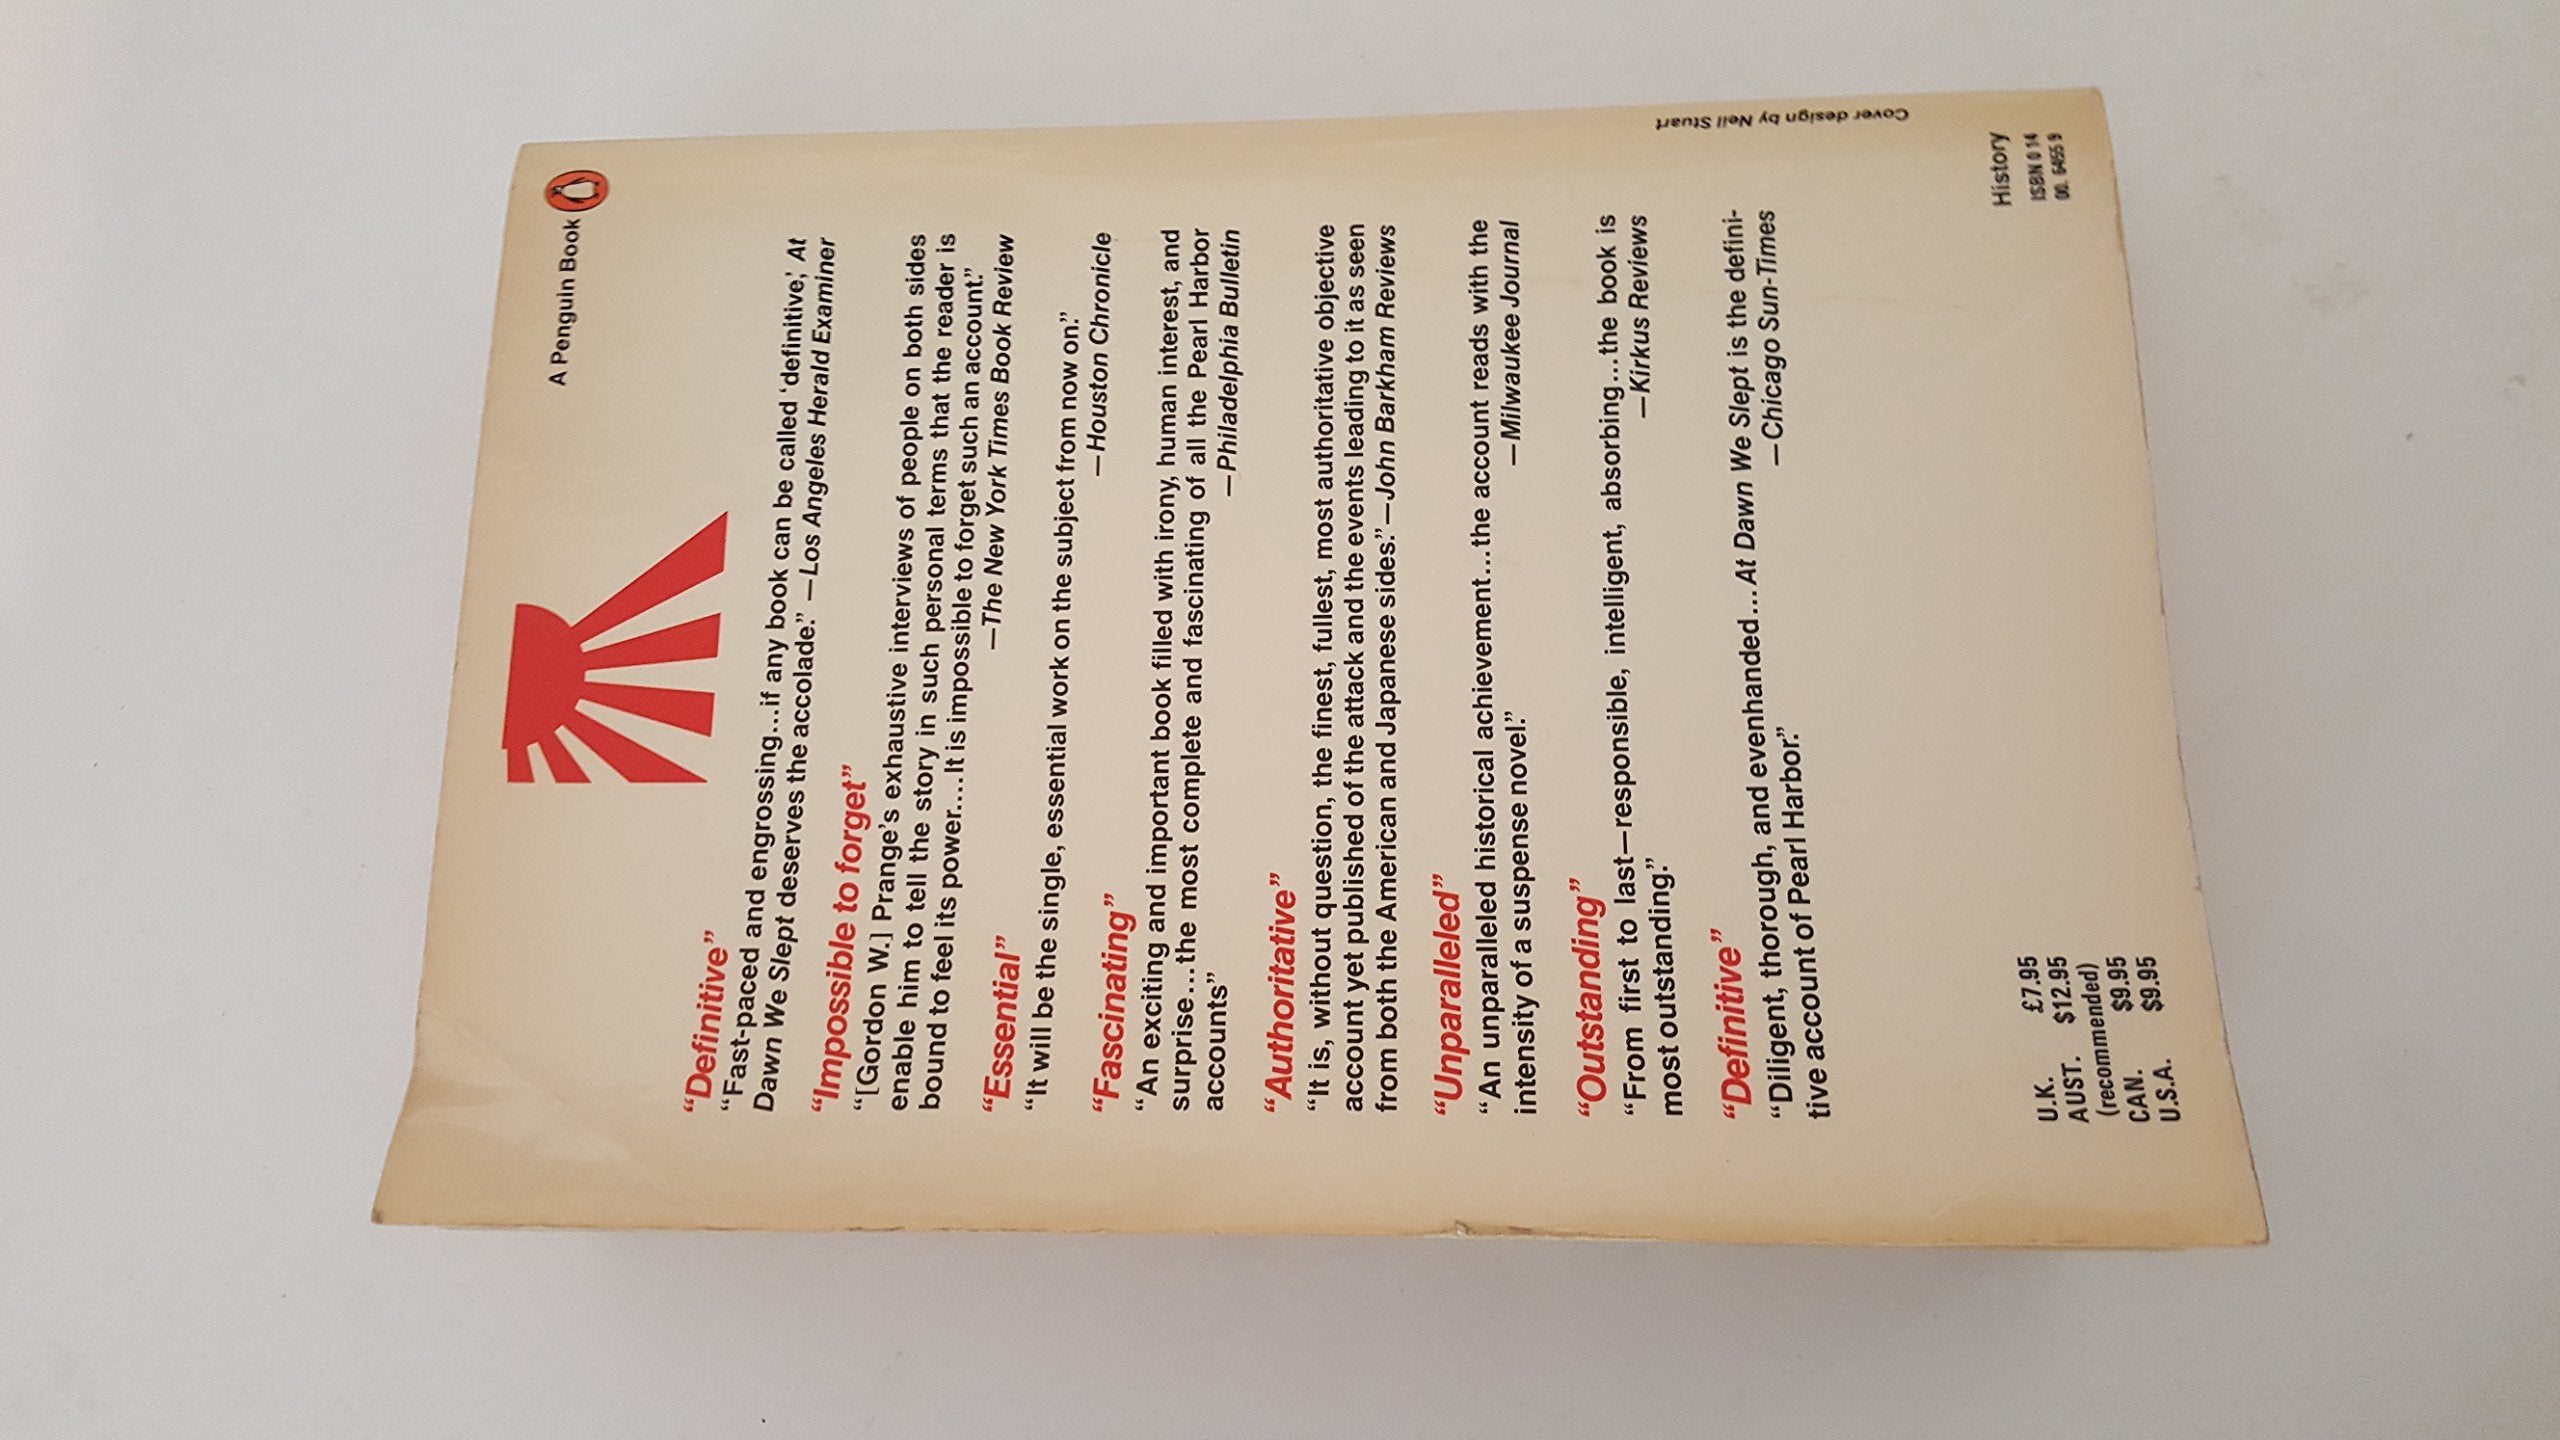 A Penguin Book
“Definitive”
“Fast-paced and engrossing...if any book can be called ‘definitive,’ At
Dawn We Slept deserves the accolade.” —Los Angeles Herald Examiner
“Impossible to forget”
“[Gordon W.] Prange’s exhaustive interviews of people on both sides
enable him to tell the story in such personal terms that the reader is
bound to feel its power....It is impossible to forget such an account.”
—The New York Times Book Review
“Essential”
“It will be the single, essential work on the subject from now on.”
—Houston Chronicle
“Fascinating”
“An exciting and important book filled with irony, human interest, and
surprise...the most complete and fascinating of all the Pearl Harbor
accounts”
—Philadelphia Bulletin
“Authoritative”
“It is, without question, the finest, fullest, most authoritative objective
account yet published of the attack and the events leading to it as seen
from both the American and Japanese sides.”—John Barkham Reviews
“Unparalleled”
“An unparalleled historical achievement...the account reads with the
intensity of a suspense novel.”
—Milwaukee Journal
“Outstanding”
“From first to last—responsible, intelligent, absorbing...the book is
most outstanding.”
—Kirkus Reviews
“Definitive”
“Diligent, thorough, and evenhanded...At Dawn We Slept is the defini-
tive account of Pearl Harbor.”
—Chicago Sun-Times
Cover design by Neil Stuart
U.K. £7.95
AUST. $12.95
(recommended)
CAN. $9.95
U.S.A. $9.95
History
ISBN 0 14
00. 6455 9